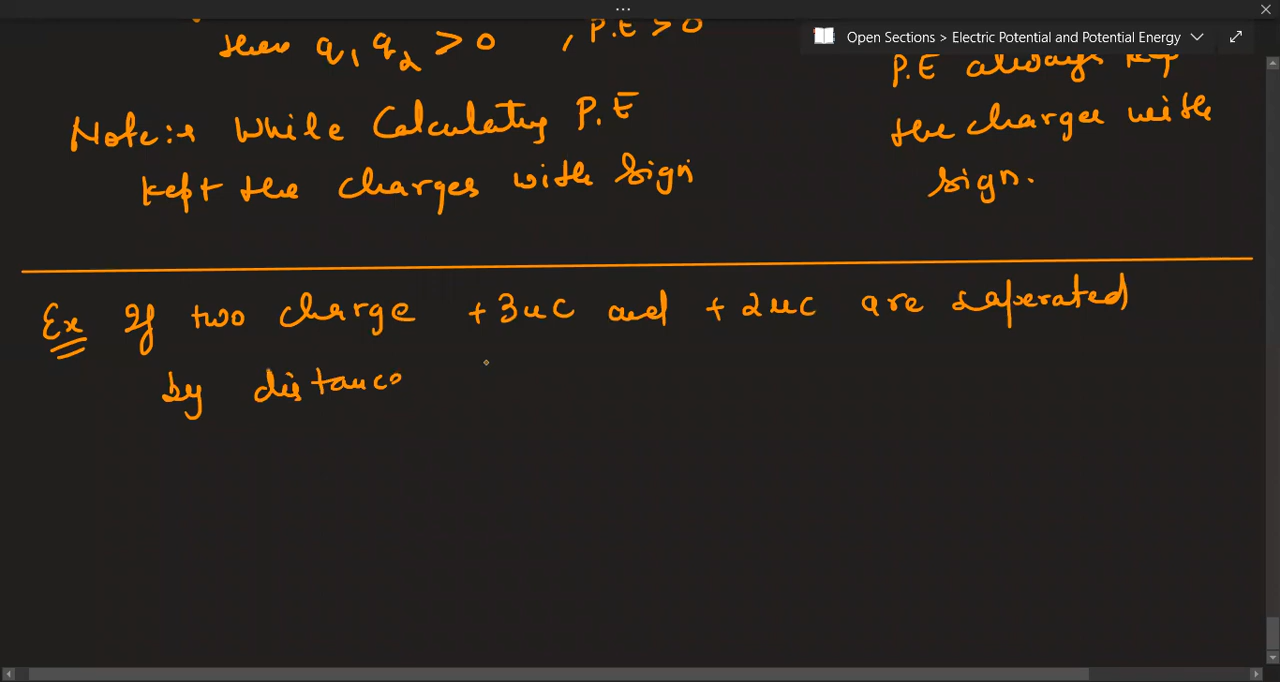 Open Sections > Electric Potential and Potential Energy
then q1 q2 > 0 , P.E > 0
P.E always kep
the charges with
sign.
Note:- While Calculating P.E
kept the charges with sign
Ex If two charge +3uc and +2uc are saperated
by distance